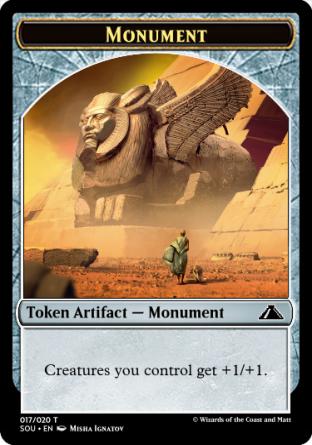 MONUMENT
Token Artifact — Monument
Creatures you control get +1/+1.
017/020 T
SOU • EN MISHA IGNATOV
© Wizards of the Coast and Matt